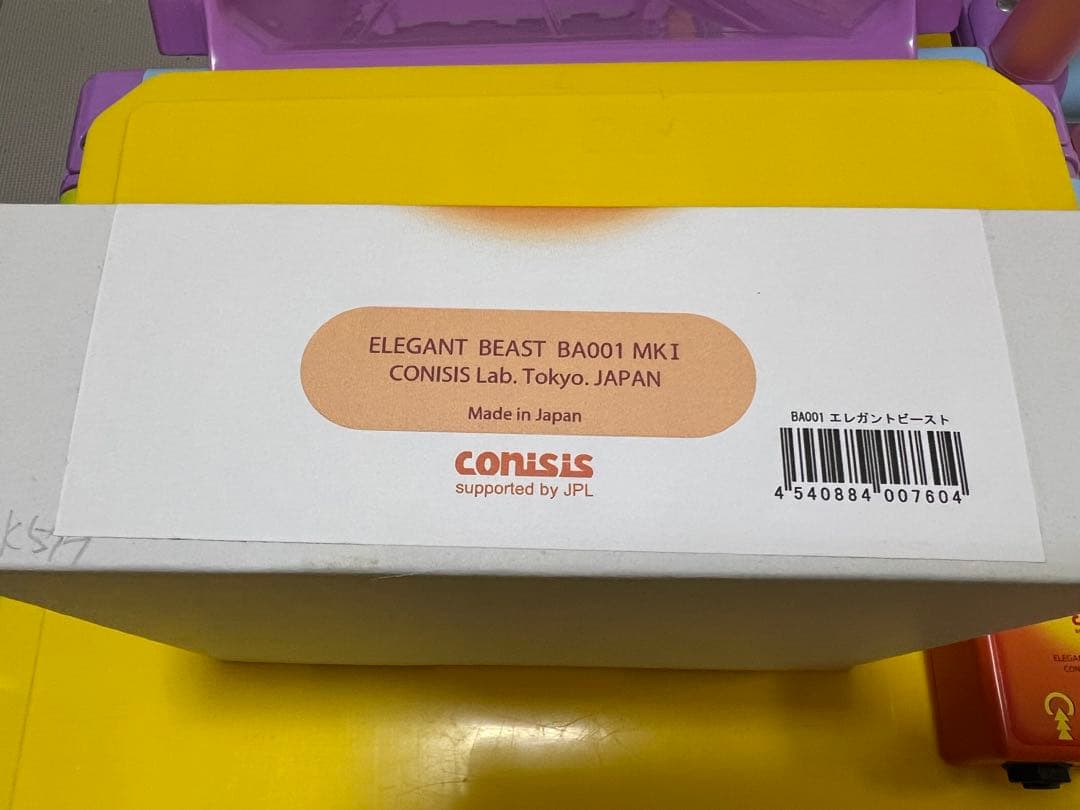 ELEGANT BEAST BA001 MKI
CONISIS Lab. Tokyo. JAPAN
Made in Japan
conisis
supported by JPL
BA001 エレガントビースト
4 540884 007604